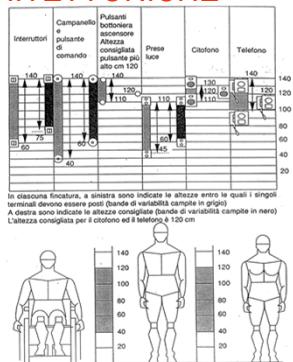 Interruttori
Campanello
e
pulsante
di
comando
Pulsanti
bottoniera
ascensore
Altezza
consigliata
pulsante più
alto cm 120
Prese
luce
Citofono
Telefono
140 140 140 130 140 140
120 120 120
110 110 110 110 100
80
75 60 60 60 60
60 45 40
40
20
In ciascuna fincatura, a sinistra sono indicate le altezze entro le quali i singoli
terminali devono essere posti (bande di variabilità campite in grigio)
A destra sono indicate le altezze consigliate (bande di variabilità campite in nero)
L'altezza consigliata per il citofono ed il telefono è 120 cm
140 140
120 120
100 100
80 80
60 60
40 40
20 20